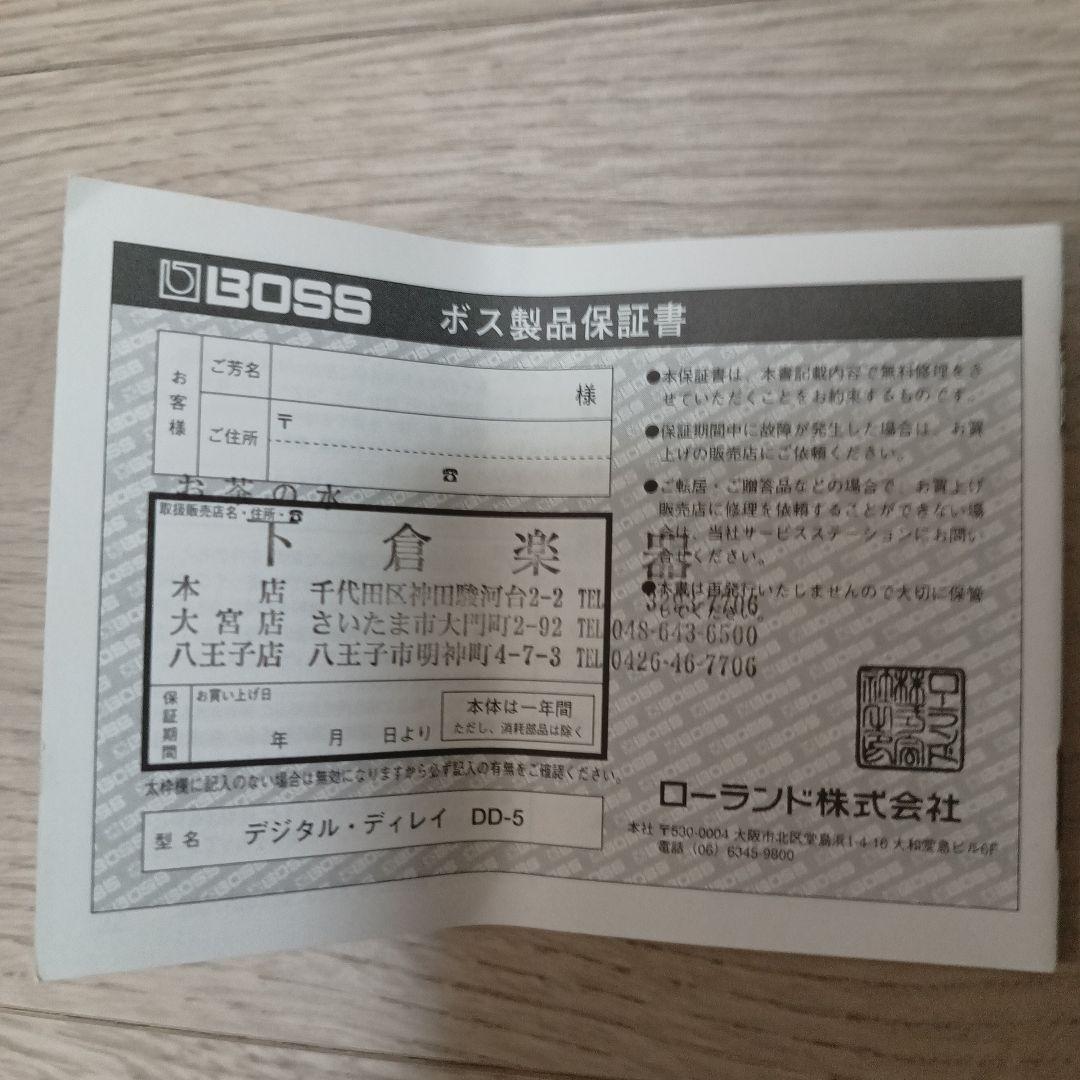 BOSS ボス製品保証書
お客様
ご芳名
様
ご住所
〒
☎
●本保証書は、本書記載内容で無料修理をさ
せていただくことをお約束するものです。
●保証期間中に故障が発生した場合は、お買
上げの販売店にご依頼ください。
●ご転居・ご贈答品などの場合で、お買上げ
販売店に修理を依頼することができない場
合は、当社サービスステーションにお問い
合せください。
●本書は再発行いたしませんので大切に保管
ください。
お茶の水
取扱販売店名・住所・☎
下倉楽器
本店 千代田区神田駿河台2-2 TEL
大宮店 さいたま市大門町2-92 TEL 048-643-6500
八王子店 八王子市明神町4-7-3 TEL 0426-46-7706
保証期間
お買い上げ日
年 月 日より
本体は一年間
ただし、消耗部品は除く
太枠欄に記入のない場合は無効になりますから必ず記入の有無をご確認ください。
型名 デジタル・ディレイ DD-5
ローランド株式会社
本社 〒530-0004 大阪市北区堂島浜1-4-16 大和堂島ビル6F
電話 (06) 6345-9800